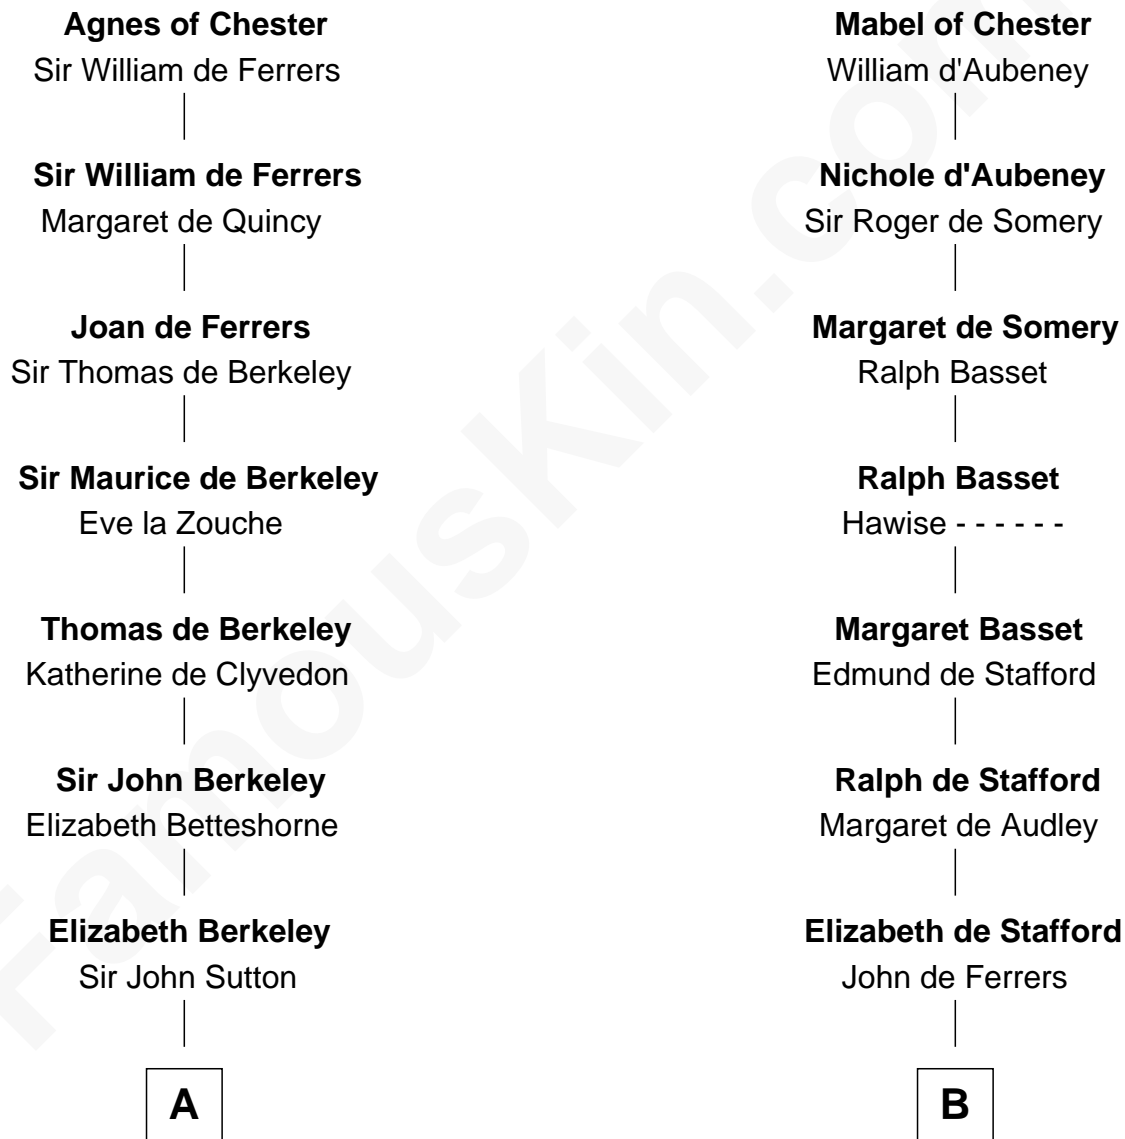 Agnes of Chester
Sir William de Ferrers
Sir William de Ferrers
Margaret de Quincy
Joan de Ferrers
Sir Thomas de Berkeley
Sir Maurice de Berkeley
Eve la Zouche
Thomas de Berkeley
Katherine de Clyvedon
Sir John Berkeley
Elizabeth Betteshorne
Elizabeth Berkeley
Sir John Sutton
A
Mabel of Chester
William d'Aubeney
Nichole d'Aubeney
Sir Roger de Somery
Margaret de Somery
Ralph Basset
Ralph Basset
Hawise - - - - - -
Margaret Basset
Edmund de Stafford
Ralph de Stafford
Margaret de Audley
Elizabeth de Stafford
John de Ferrers
B
FamousKin.com